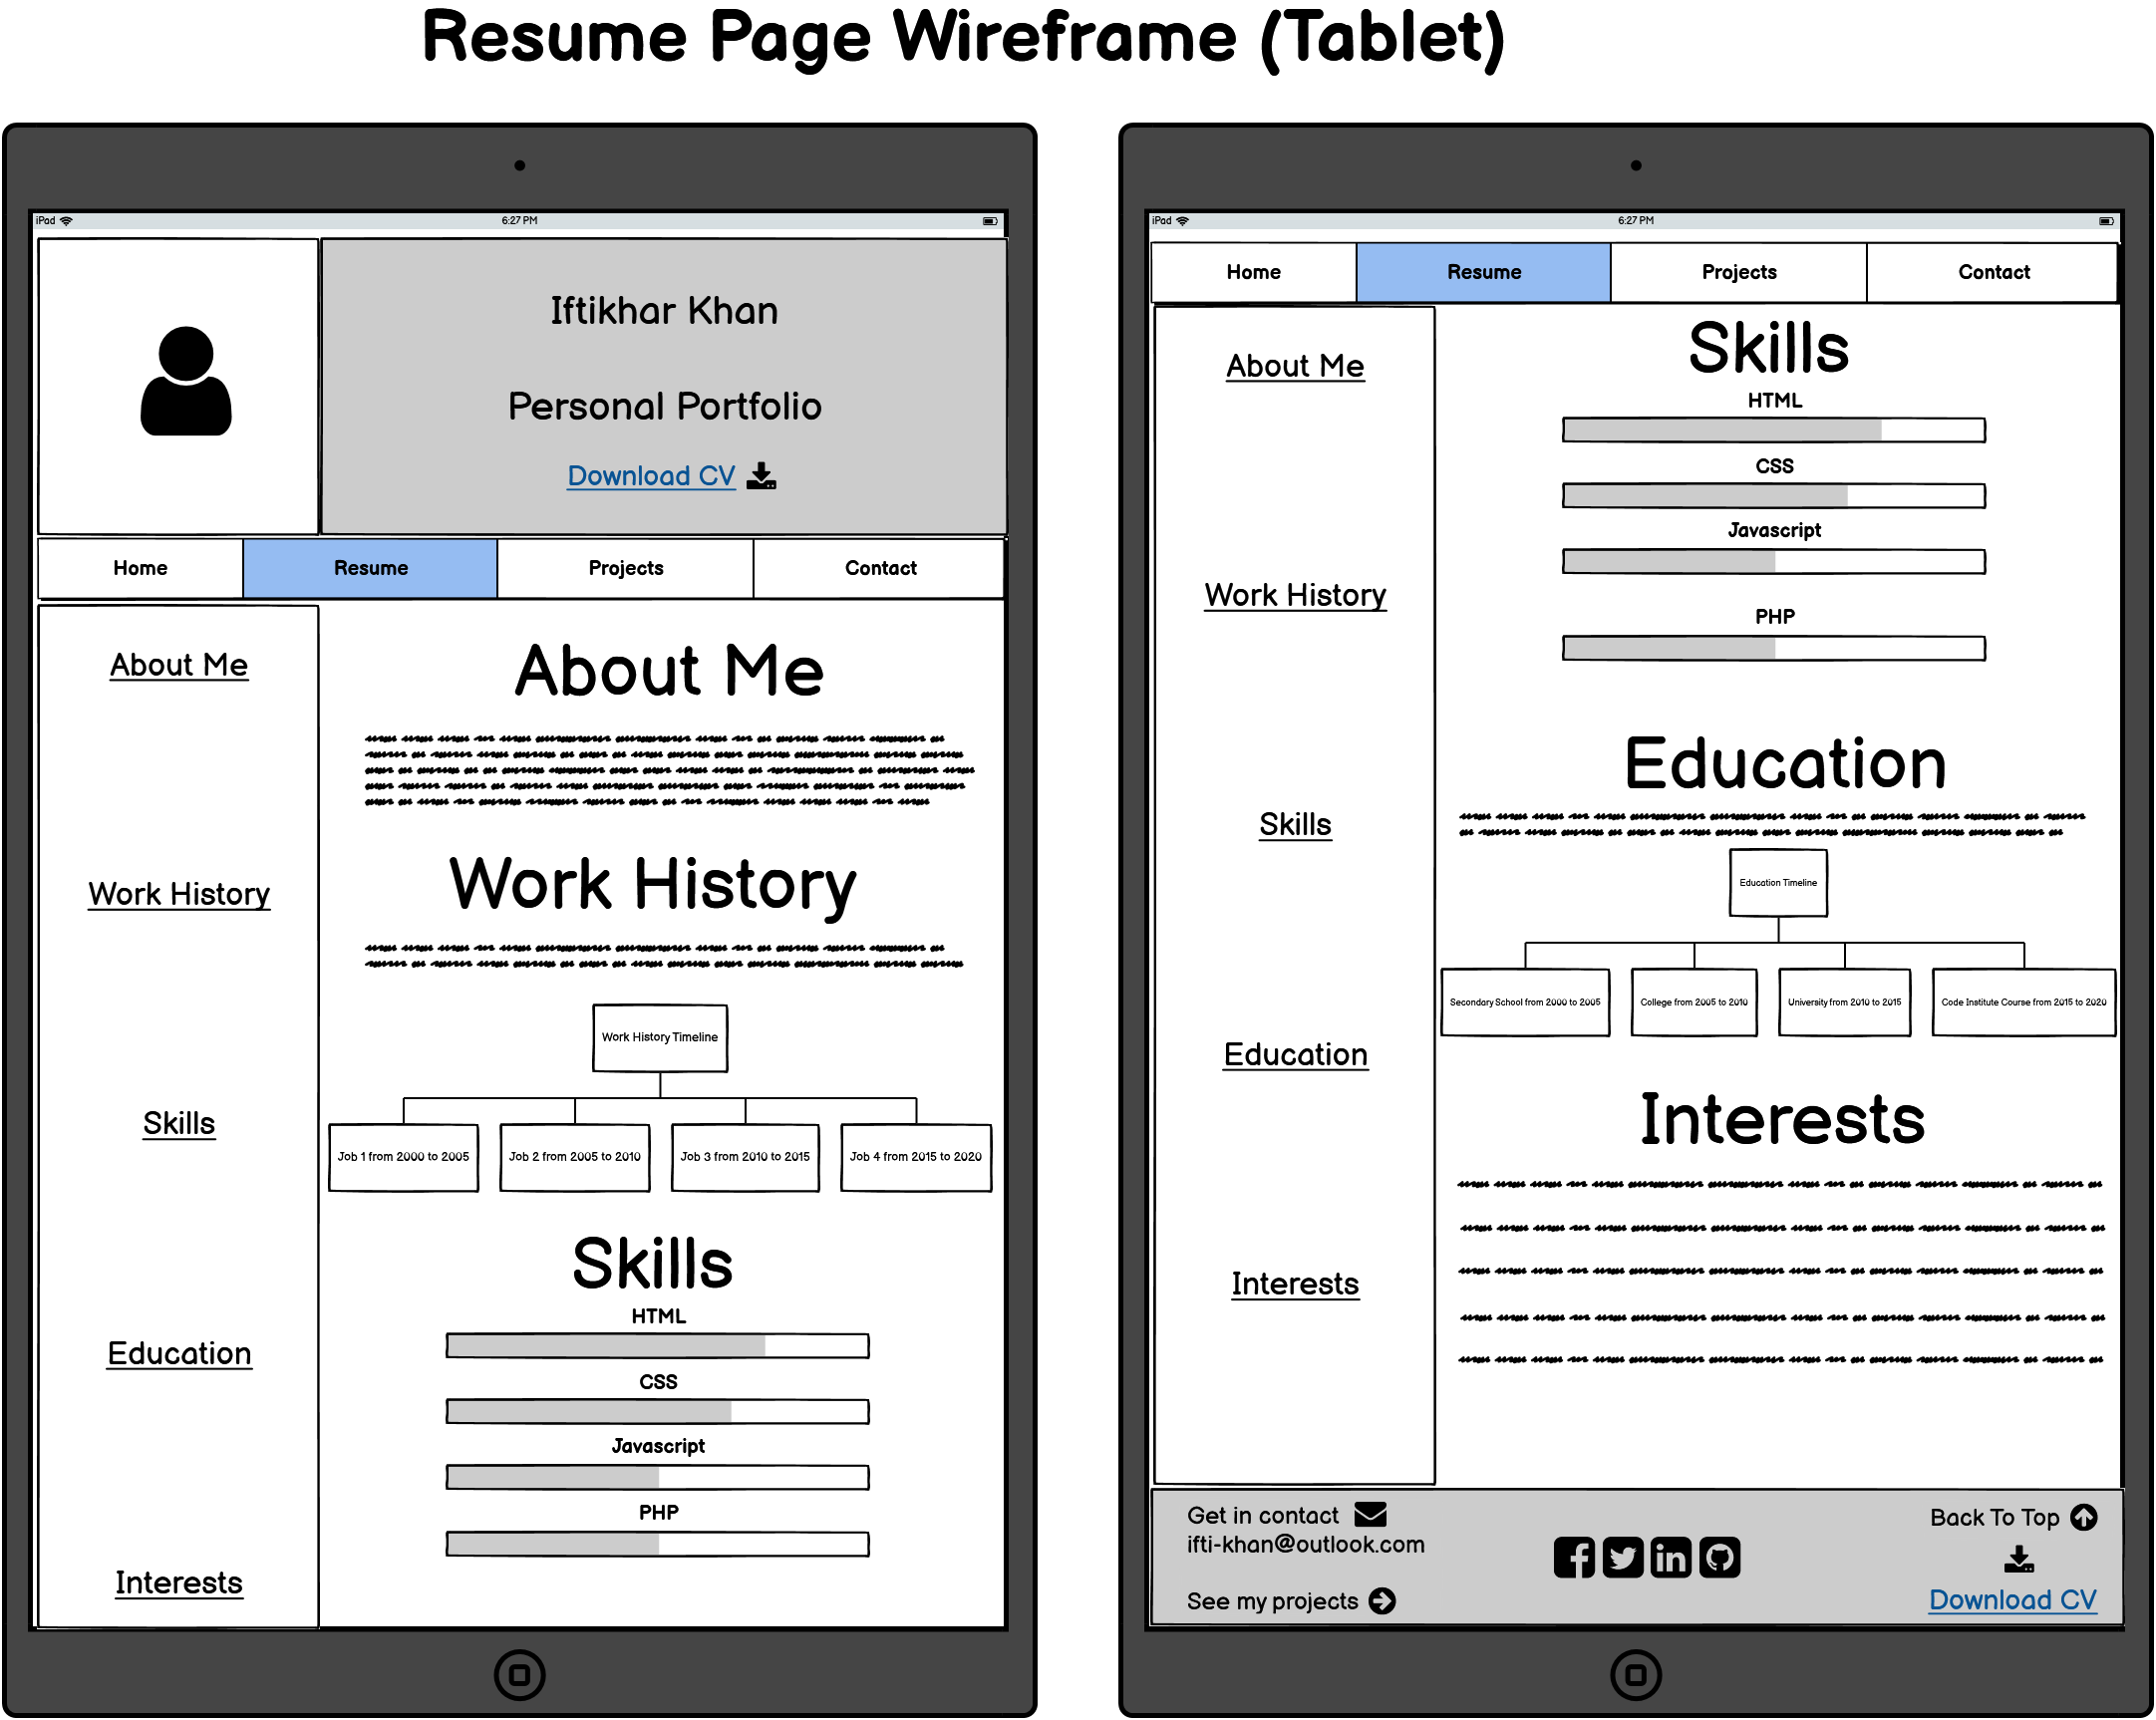 Resume Page Wireframe (Tablet)
iPad
6:27 PM
Iftikhar Khan
Personal Portfolio
Download CV
Home
Resume
Projects
Contact
About Me
Work History
Skills
Education
Interests
About Me
Work History
Work History Timeline
Job 1 from 2000 to 2005
Job 2 from 2005 to 2010
Job 3 from 2010 to 2015
Job 4 from 2015 to 2020
Skills
HTML
CSS
Javascript
PHP
iPad
6:27 PM
Home
Resume
Projects
Contact
About Me
Work History
Skills
Education
Interests
Skills
HTML
CSS
Javascript
PHP
Education
Education Timeline
Secondary School from 2000 to 2005
College from 2005 to 2010
University from 2010 to 2015
Code Institute Course from 2015 to 2020
Interests
Get in contact
ifti-khan@outlook.com
See my projects
Back To Top
Download CV